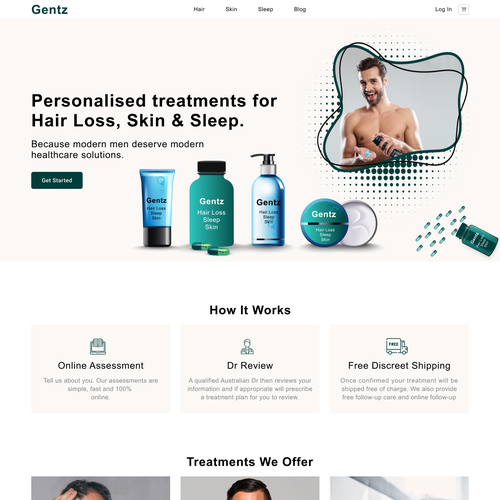 Gentz
Hair Skin Sleep Blog
Log In
Personalised treatments for
Hair Loss, Skin & Sleep.
Because modern men deserve modern
healthcare solutions.
Get Started
Gentz
Hair Loss
Sleep
Skin
Gentz
Hair Loss
Sleep
Skin
Gentz
Hair Loss
Sleep
Skin
Gentz
Hair Loss
Sleep
Skin
Gentz
How It Works
Online Assessment
Tell us about you. Our assessments are
simple, fast and 100%
online.
Dr Review
A qualified Australian Dr then reviews your
information and if appropriate will prescribe
a treatment plan for you to review.
FREE
Free Discreet Shipping
Once confirmed your treatment will be
shipped free of charge. We also provide
free follow-up care and online follow-up
Treatments We Offer